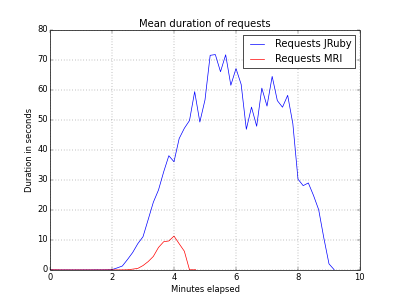 Mean duration of requests
Requests JRuby
Requests MRI
Duration in seconds
80
70
60
50
40
30
20
10
0
0 2 4 6 8 10
Minutes elapsed